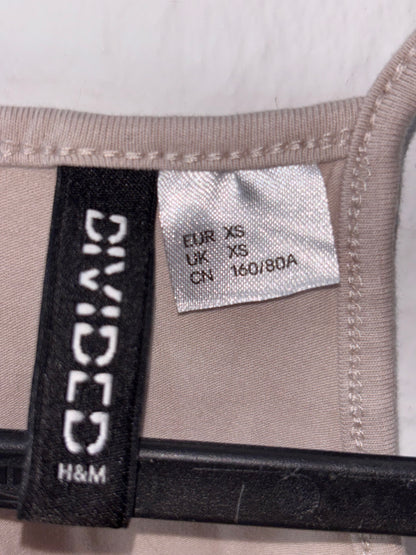 DIVIDED
H&M
EUR XS
UK XS
CN 160/80A